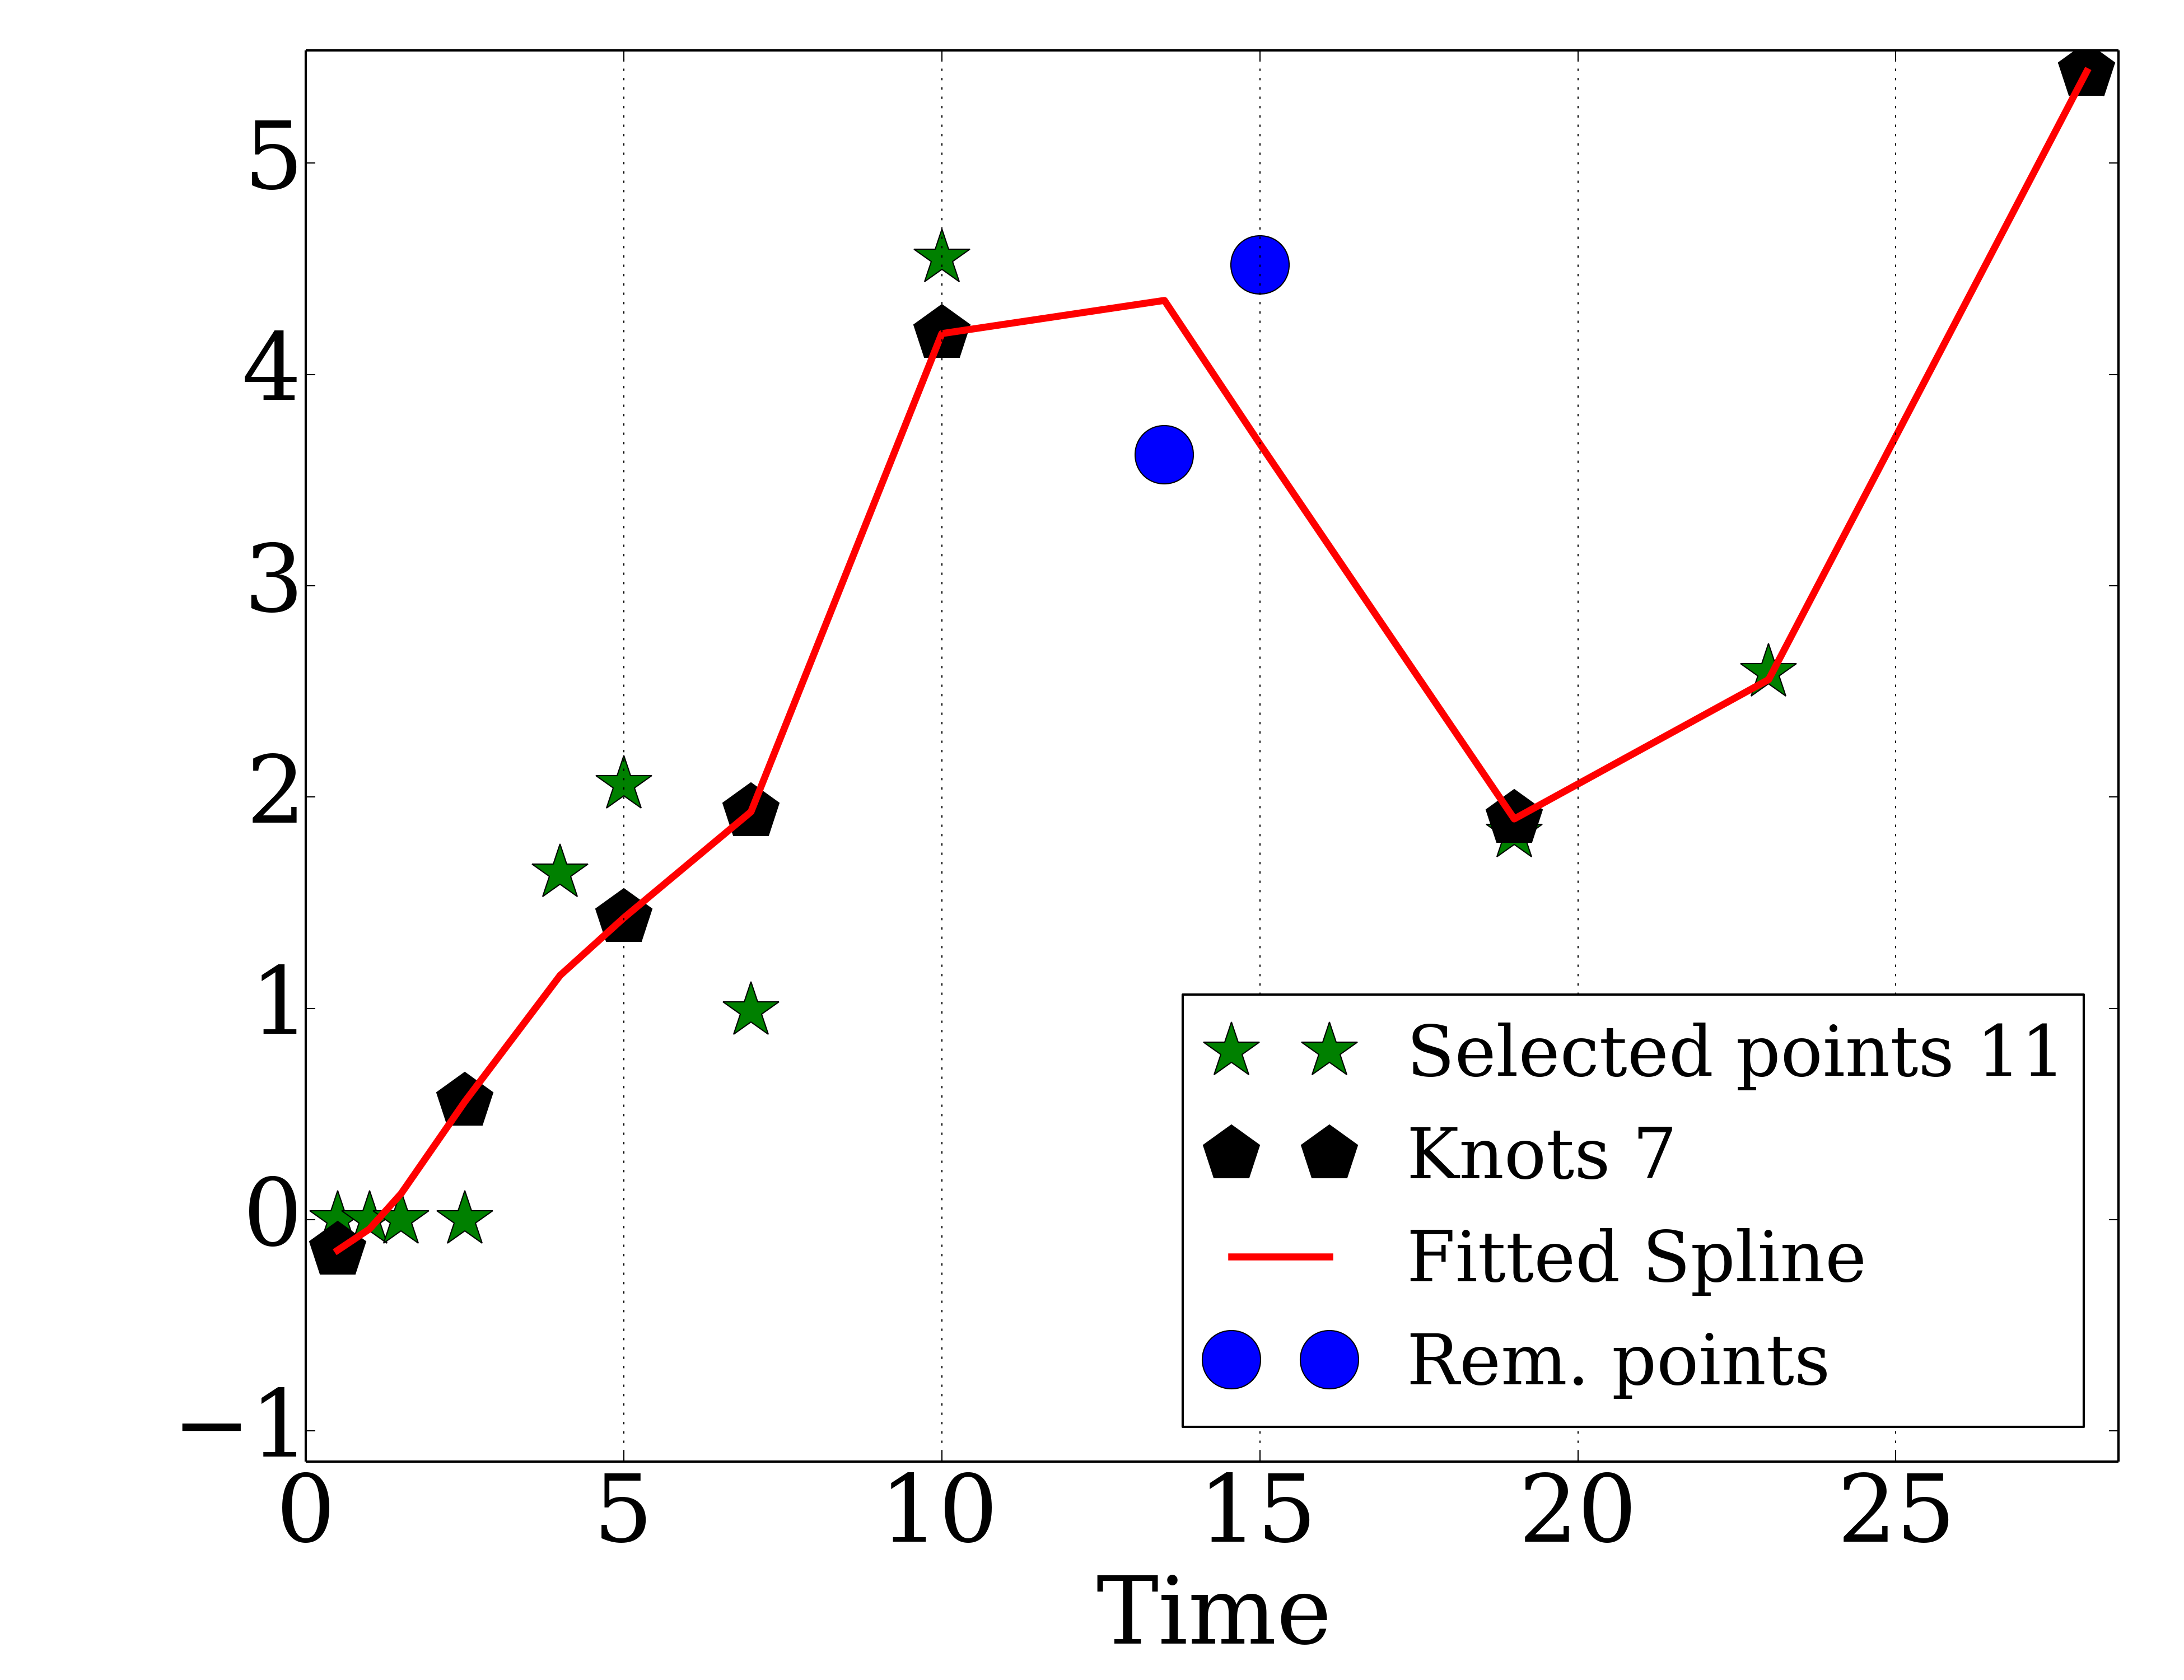 5
4
3
2
1
0
−1
Selected points 11
Knots 7
Fitted Spline
Rem. points
0 5 10 15 20 25
Time